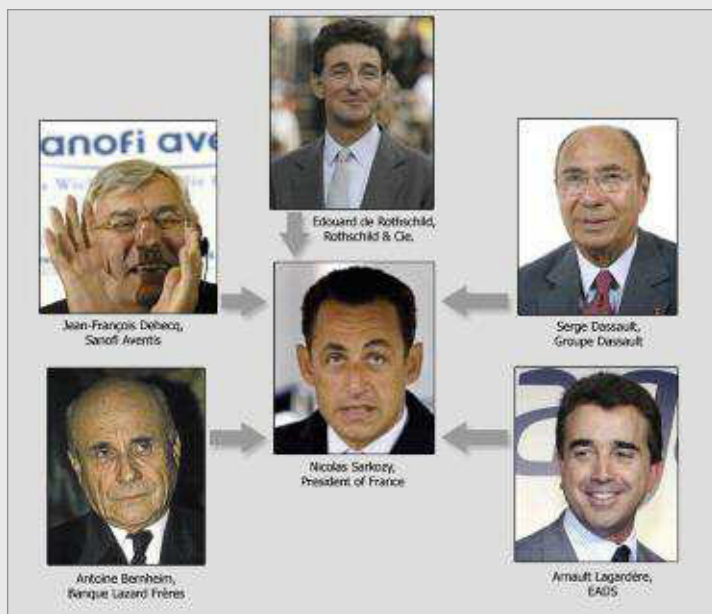 anofi ave
Edouard de Rothschild,
Rothschild & Cie.
Jean-François Dehecq,
Sanofi Aventis
Serge Dassault,
Groupe Dassault
Nicolas Sarkozy,
President of France
Antoine Bernheim,
Banque Lazard Frères
Arnault Lagardère,
EADS